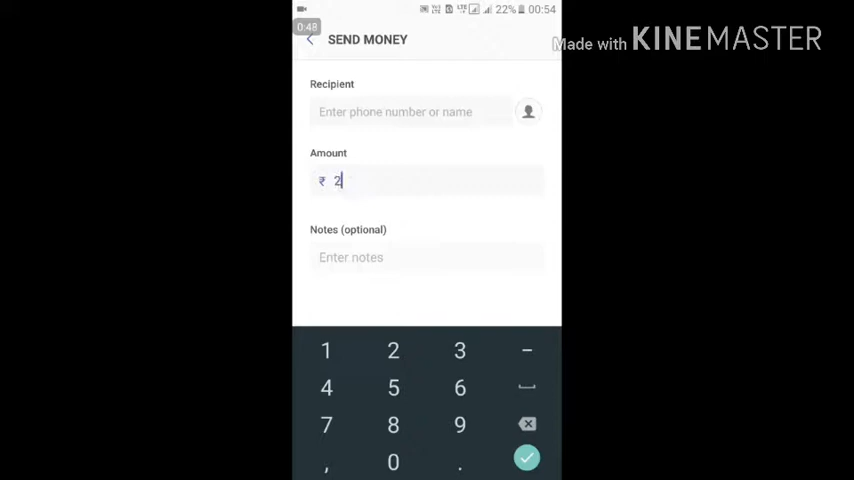 22% 00:54
0:48
SEND MONEY
Made with KINEMASTER
Recipient
Enter phone number or name
Amount
₹ 2
Notes (optional)
Enter notes
1 2 3 -
4 5 6
7 8 9
, 0 .